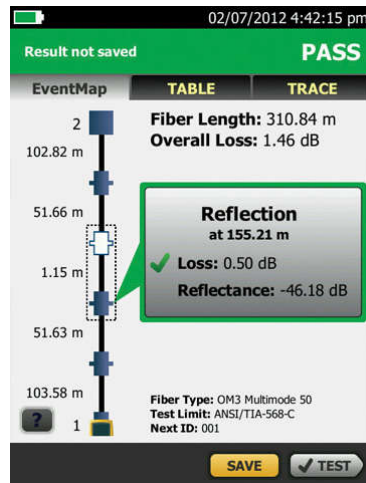 02/07/2012 4:42:15 pm
Result not saved
PASS
EventMap
TABLE
TRACE
2
Fiber Length: 310.84 m
Overall Loss: 1.46 dB
102.82 m
51.66 m
Reflection
at 155.21 m
Loss: 0.50 dB
Reflectance: -46.18 dB
1.15 m
51.63 m
103.58 m
?
1
Fiber Type: OM3 Multimode 50
Test Limit: ANSI/TIA-568-C
Next ID: 001
SAVE
TEST